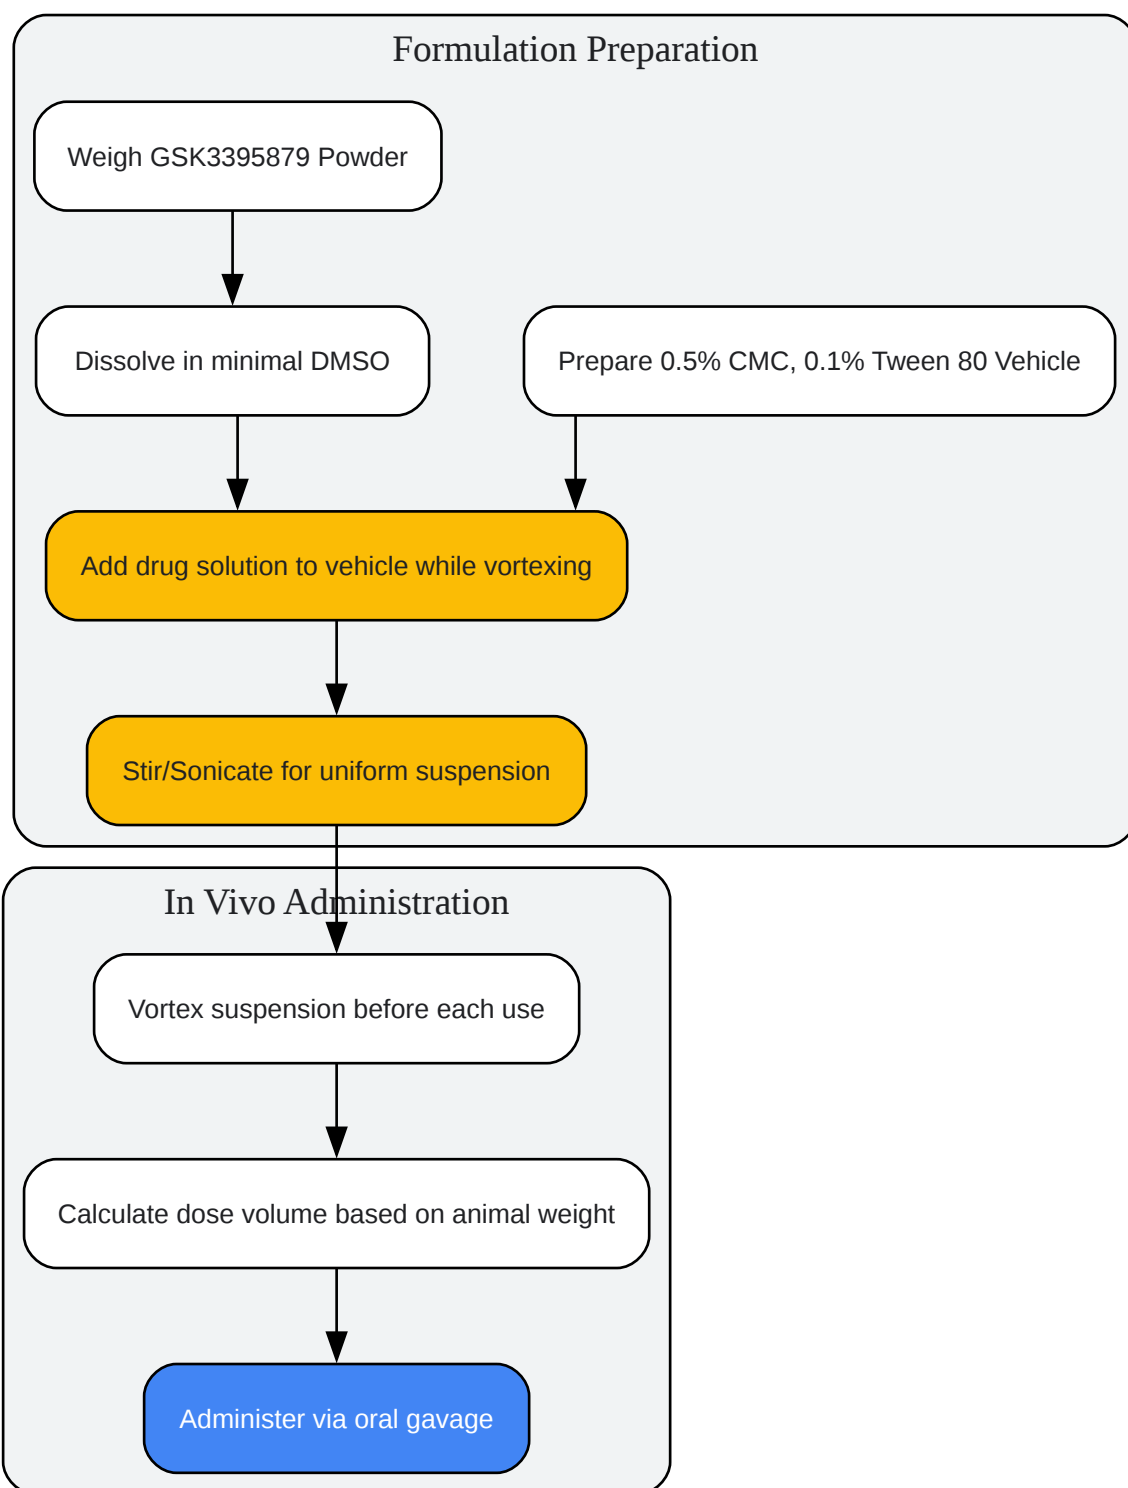 Formulation Preparation
Weigh GSK3395879 Powder
Dissolve in minimal DMSO
Prepare 0.5% CMC, 0.1% Tween 80 Vehicle
Add drug solution to vehicle while vortexing
Stir/Sonicate for uniform suspension
In Vivo Administration
Vortex suspension before each use
Calculate dose volume based on animal weight
Administer via oral gavage